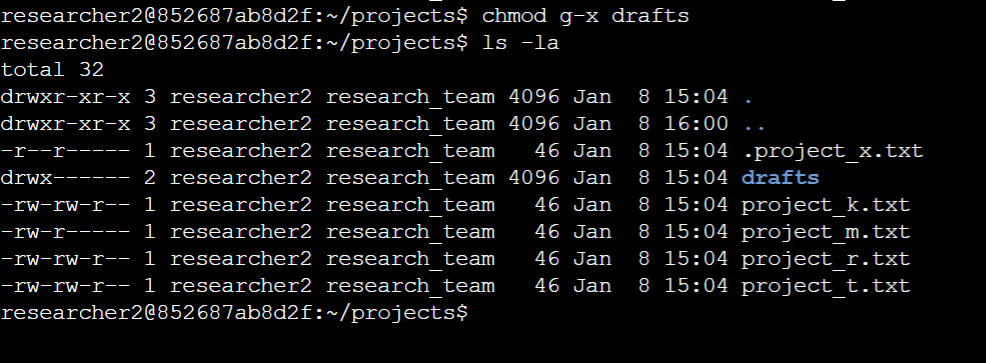 researcher2@852687ab8d2f:~/projects$ chmod g-x drafts
researcher2@852687ab8d2f:~/projects$ ls -la
total 32
drwxr-xr-x 3 researcher2 research_team 4096 Jan  8 15:04 .
drwxr-xr-x 3 researcher2 research_team 4096 Jan  8 16:00 ..
-r--r----- 1 researcher2 research_team   46 Jan  8 15:04 .project_x.txt
drwx------ 2 researcher2 research_team 4096 Jan  8 15:04 drafts
-rw-rw-r-- 1 researcher2 research_team   46 Jan  8 15:04 project_k.txt
-rw-r----- 1 researcher2 research_team   46 Jan  8 15:04 project_m.txt
-rw-rw-r-- 1 researcher2 research_team   46 Jan  8 15:04 project_r.txt
-rw-rw-r-- 1 researcher2 research_team   46 Jan  8 15:04 project_t.txt
researcher2@852687ab8d2f:~/projects$